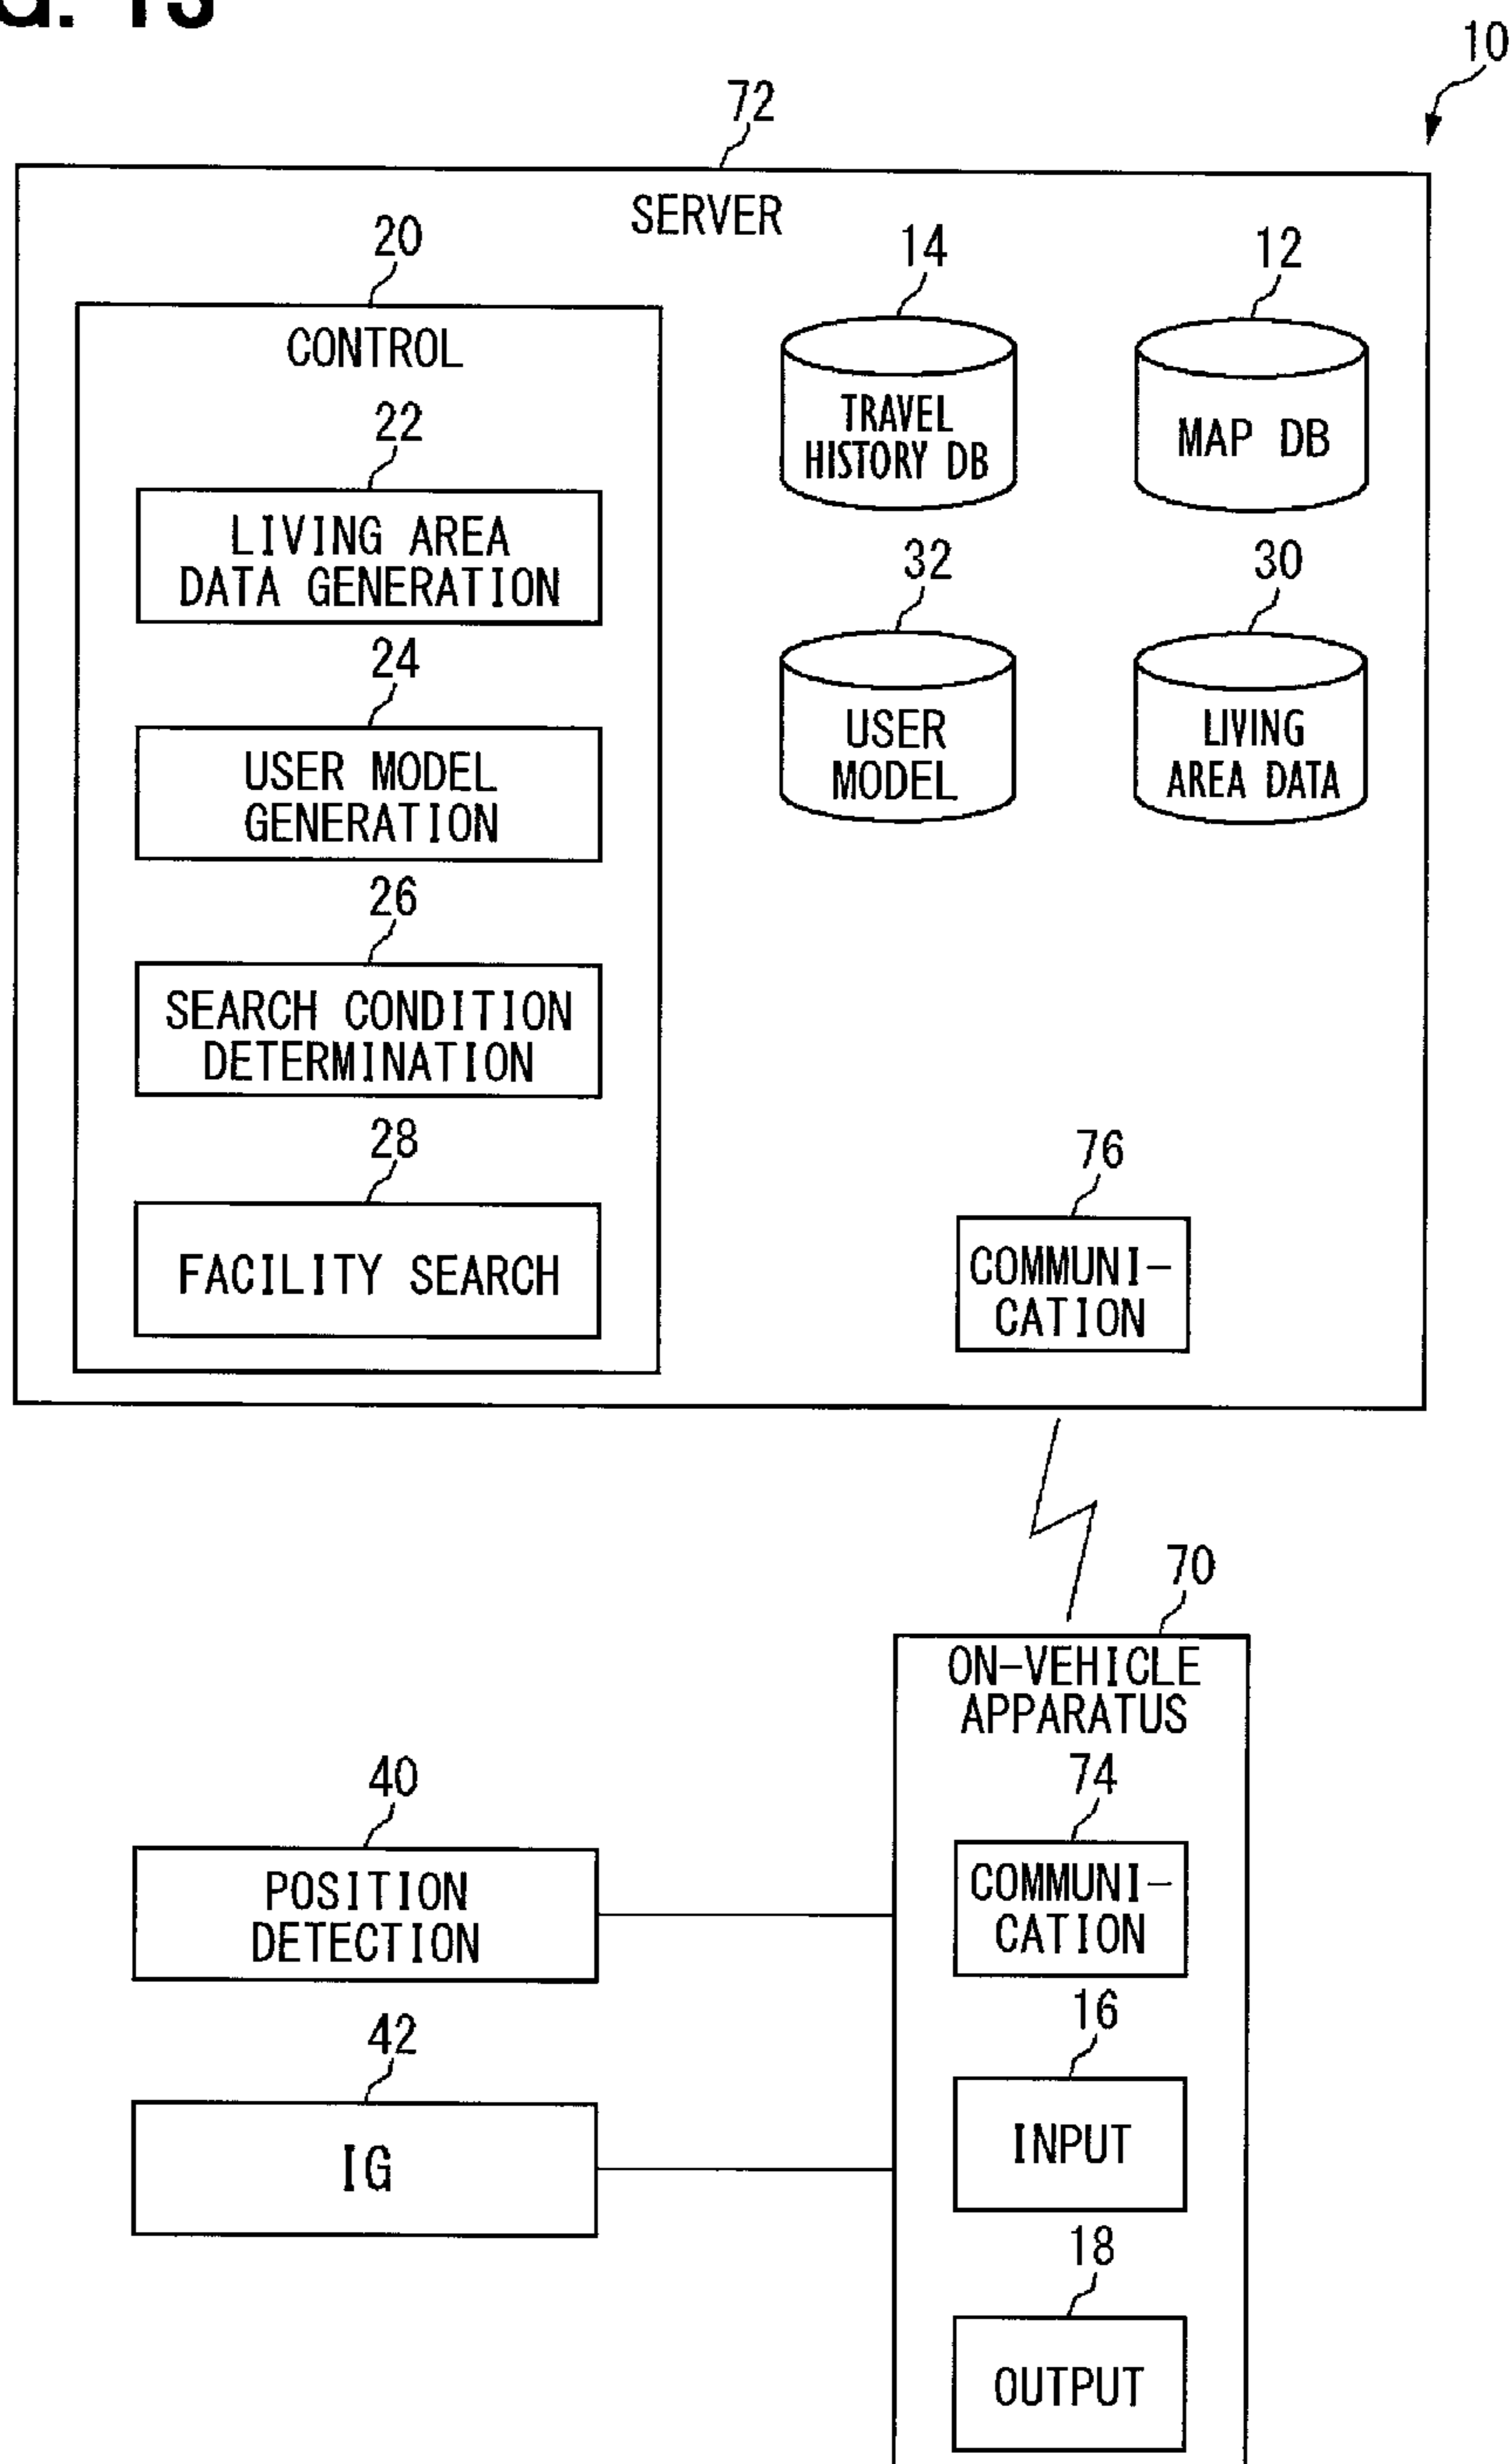 13
10
72
SERVER
20
CONTROL
22
LIVING AREA
DATA GENERATION
24
USER MODEL
GENERATION
26
SEARCH CONDITION
DETERMINATION
28
FACILITY SEARCH
14
TRAVEL
HISTORY DB
12
MAP DB
32
USER
MODEL
30
LIVING
AREA DATA
76
COMMUNI-
CATION
70
ON-VEHICLE
APPARATUS
74
COMMUNI-
CATION
16
INPUT
18
OUTPUT
40
POSITION
DETECTION
42
IG